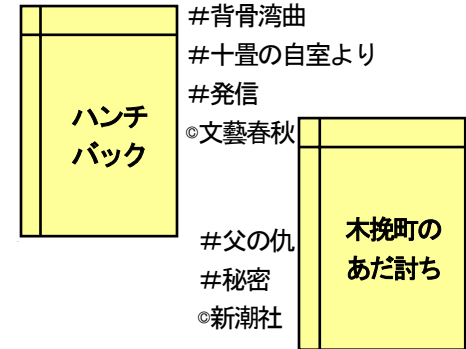 #背骨湾曲
#十畳の自室より
#発信
©文藝春秋
ハンチ
バック
#父の仇
#秘密
©新潮社
木挽町の
あだ討ち